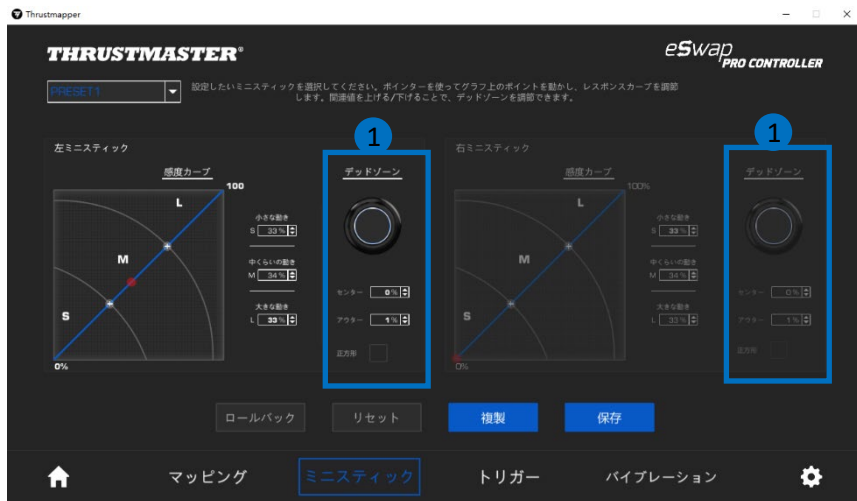 Thrustmapper
THRUSTMASTER®
eSwap
PRO CONTROLLER
PRESET1
設定したいミニスティックを選択してください。ポインターを使ってグラフ上のポイントを動かし、レスポンスカーブを調節
します。関連値を上げる/下げることで、デッドゾーンを調節できます。
1
1
左ミニスティック
感度カーブ
100
L
M
S
0%
小さな動き
S 33 %
中くらいの動き
M 34 %
大きな動き
L 33 %
デッドゾーン
センター 0 %
アウター 1 %
正方形
右ミニスティック
感度カーブ
100%
L
M
S
0%
小さな動き
S 33 %
中くらいの動き
M 34 %
大きな動き
L 33 %
デッドゾーン
センター 0 %
アウター 1 %
正方形
ロールバック
リセット
複製
保存
マッピング
ミニスティック
トリガー
バイブレーション